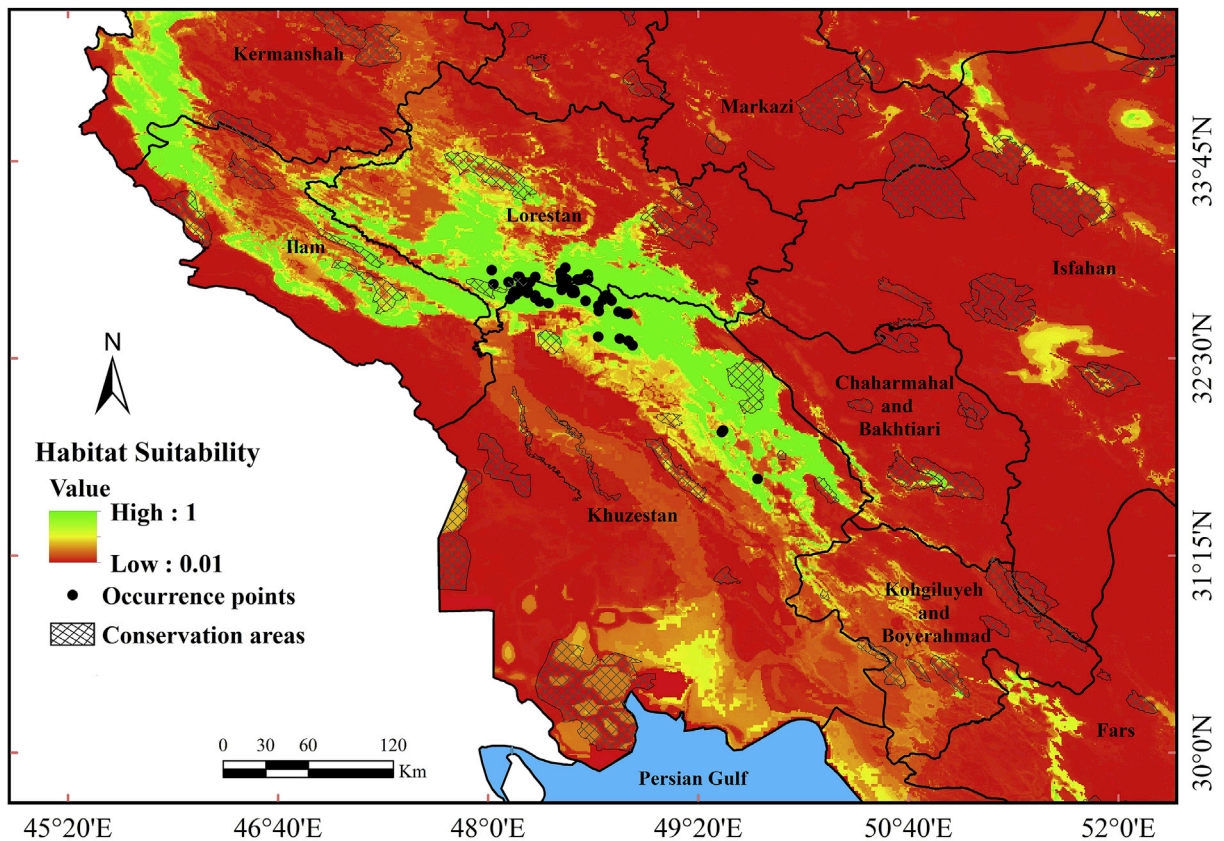 Kermanshah
Markazi
Lorestan
Ilam
Isfahan
Chaharmahal
and
Bakhtiari
Khuzestan
Kohgiluyeh
and
Boyerahmad
Fars
Persian Gulf
N
Habitat Suitability
Value
High : 1
Low : 0.01
Occurrence points
Conservation areas
0 30 60 120
Km
33°45'N
32°30'N
31°15'N
30°0'N
45°20'E 46°40'E 48°0'E 49°20'E 50°40'E 52°0'E